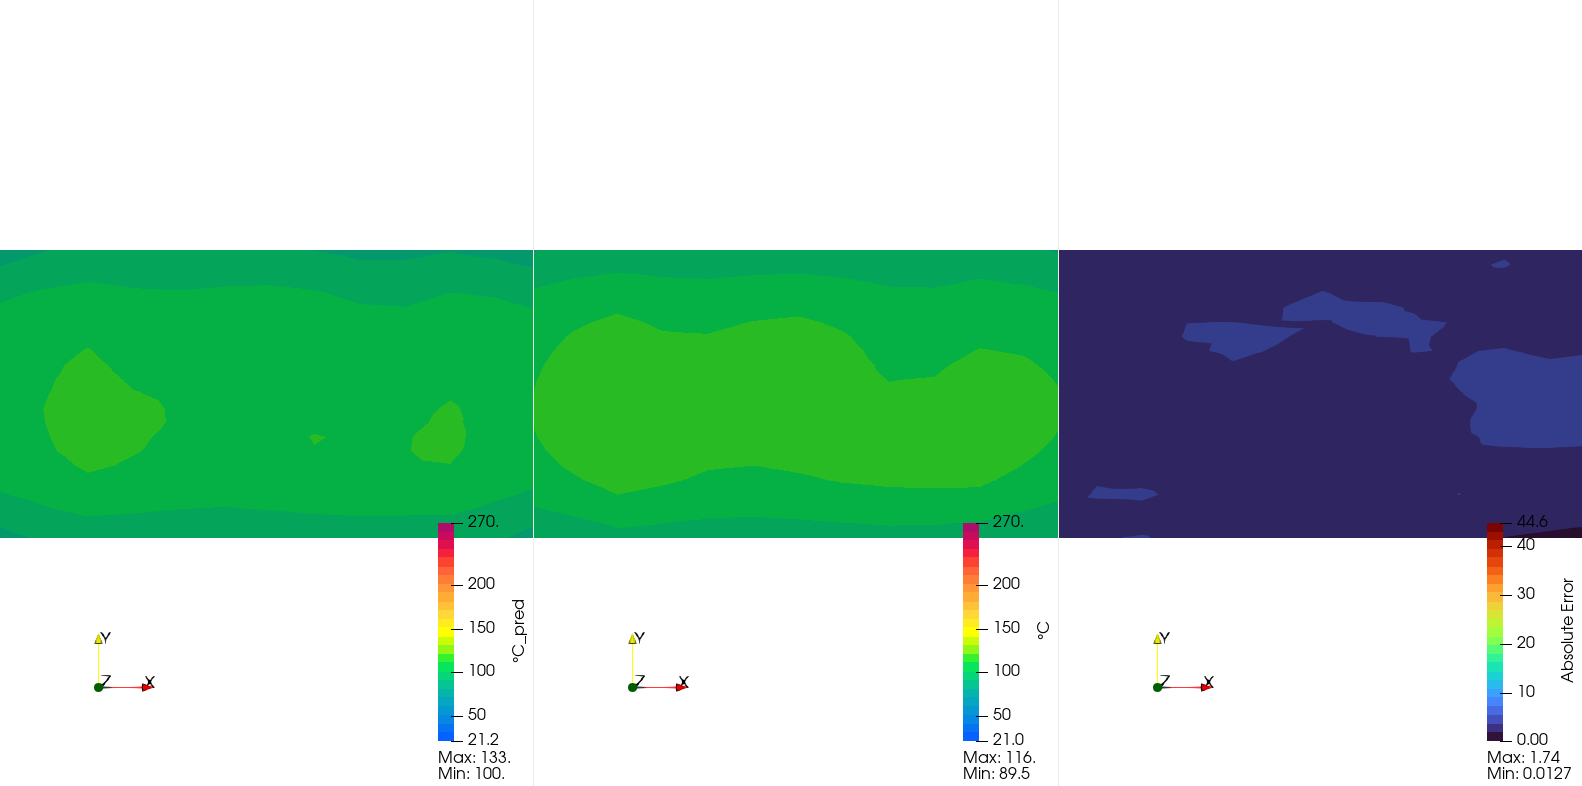 270.
200
150
100
50
21.2
°C_pred
Max: 133.
Min: 100.
Y
Z
X
270.
200
150
100
50
21.0
°C
Max: 116.
Min: 89.5
Y
Z
X
44.6
40
30
20
10
0.00
Absolute Error
Max: 1.74
Min: 0.0127
Y
Z
X